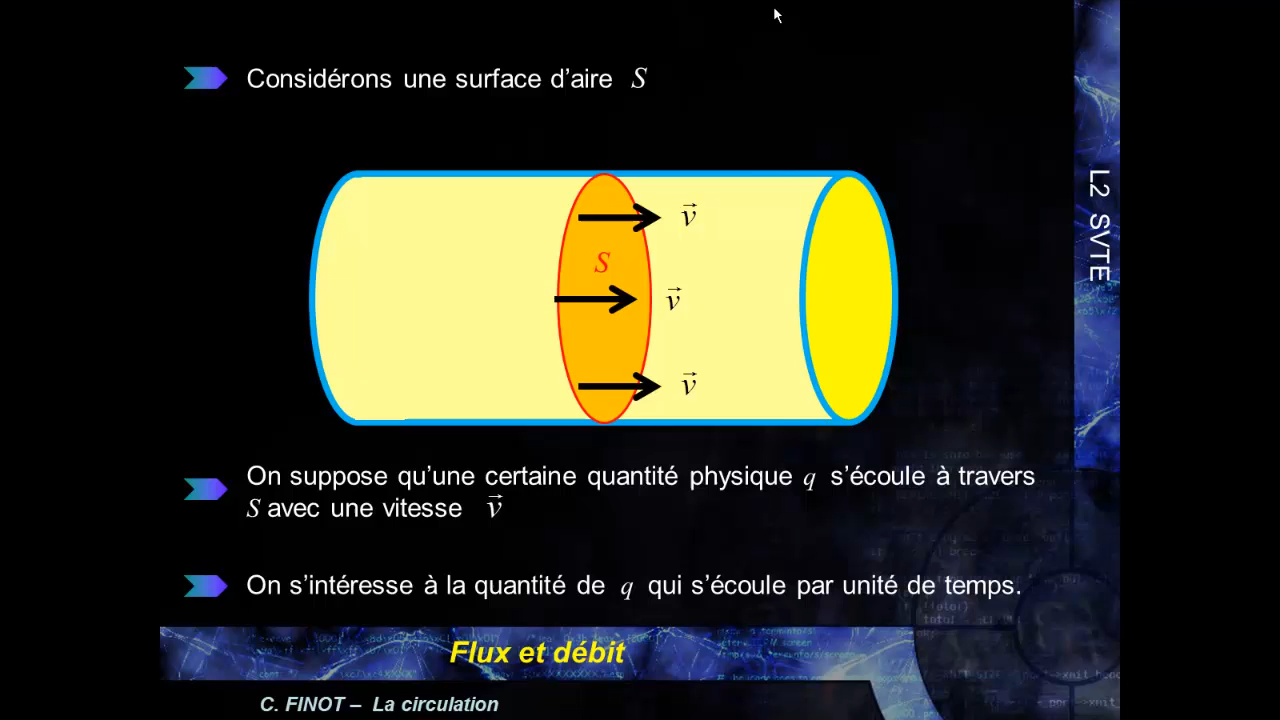 Considérons une surface d’aire S
v
S
v
v
On suppose qu’une certaine quantité physique q s’écoule à travers
S avec une vitesse v
On s’intéresse à la quantité de q qui s’écoule par unité de temps.
Flux et débit
C. FINOT – La circulation
L2 SVTE